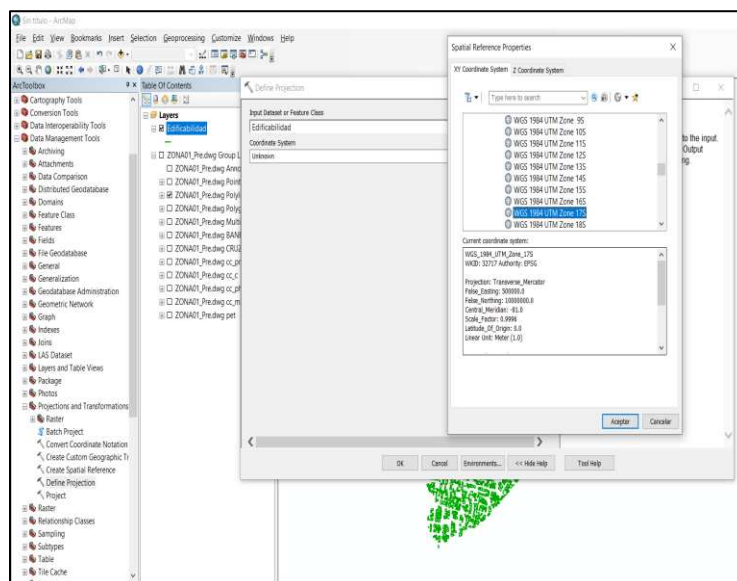 Sin título - ArcMap
File Edit View Bookmarks Insert Selection Geoprocessing Customize Windows Help
ArcToolbox
Cartography Tools
Conversion Tools
Data Interoperability Tools
Data Management Tools
Archiving
Attachments
Data Comparison
Distributed Geodatabase
Domains
Feature Class
Features
Fields
File Geodatabase
General
Generalization
Geodatabase Administration
Geometric Network
Graph
Indexes
Joins
LAS Dataset
Layers and Table Views
Package
Photos
Projections and Transformations
Raster
Batch Project
Convert Coordinate Notation
Create Custom Geographic Tr
Create Spatial Reference
Define Projection
Project
Raster
Relationship Classes
Sampling
Subtypes
Table
Tile Cache
Table Of Contents
Layers
Edificabilidad
ZONA01_Pre.dwg Group L
ZONA01_Pre.dwg Anno
ZONA01_Pre.dwg Point
ZONA01_Pre.dwg Polyli
ZONA01_Pre.dwg Polyg
ZONA01_Pre.dwg Multi
ZONA01_Pre.dwg BANI
ZONA01_Pre.dwg CRUZ
ZONA01_Pre.dwg cc_pr
ZONA01_Pre.dwg cc_c
ZONA01_Pre.dwg cc_pl
ZONA01_Pre.dwg cc_m
ZONA01_Pre.dwg pet
Define Projection
Input Dataset or Feature Class
Edificabilidad
Coordinate System
Unknown
to the input.
Output
ng.
OK Cancel Environments... << Hide Help Tool Help
Spatial Reference Properties
XY Coordinate System Z Coordinate System
Type here to search
WGS 1984 UTM Zone 9S
WGS 1984 UTM Zone 10S
WGS 1984 UTM Zone 11S
WGS 1984 UTM Zone 12S
WGS 1984 UTM Zone 13S
WGS 1984 UTM Zone 14S
WGS 1984 UTM Zone 15S
WGS 1984 UTM Zone 16S
WGS 1984 UTM Zone 17S
WGS 1984 UTM Zone 18S
Current coordinate system:
WGS_1984_UTM_Zone_17S
WKID: 32717 Authority: EPSG
Projection: Transverse_Mercator
False_Easting: 500000.0
False_Northing: 10000000.0
Central_Meridian: -81.0
Scale_Factor: 0.9996
Latitude_Of_Origin: 0.0
Linear Unit: Meter (1.0)
Aceptar Cancelar